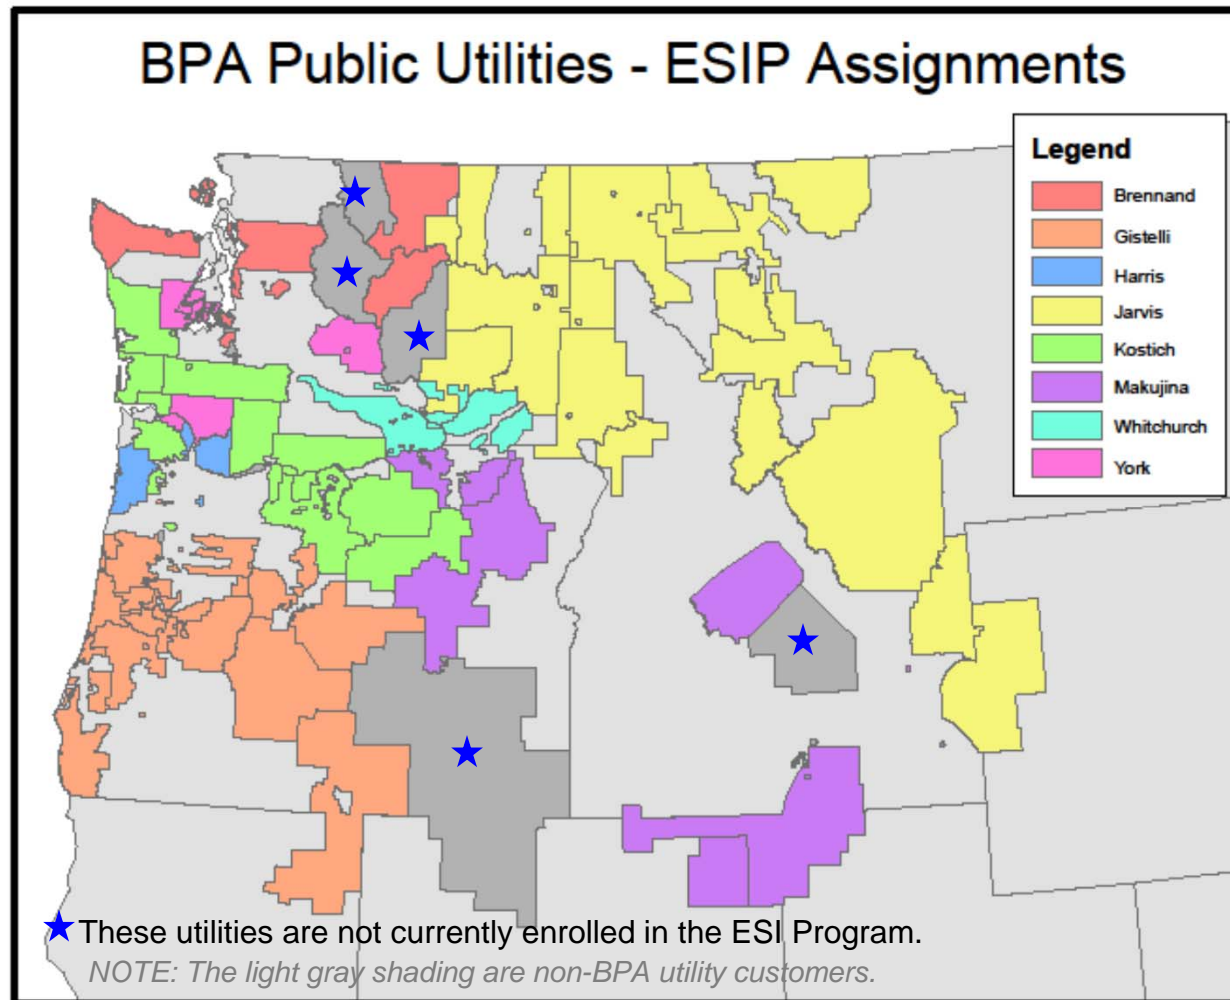 BPA Public Utilities - ESIP Assignments
Legend
Brennand
Gistelli
Harris
Jarvis
Kostich
Makujina
Whitchurch
York
These utilities are not currently enrolled in the ESI Program.
NOTE: The light gray shading are non-BPA utility customers.